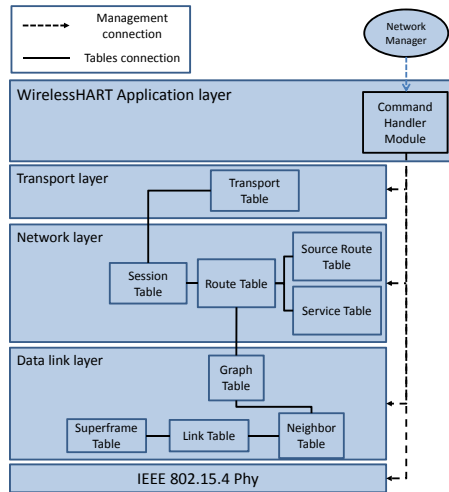 Management
connection
Tables connection
Network
Manager
WirelessHART Application layer
Command
Handler
Module
Transport layer
Transport
Table
Network layer
Source Route
Table
Session
Table
Route Table
Service Table
Data link layer
Graph
Table
Superframe
Table
Link Table
Neighbor
Table
IEEE 802.15.4 Phy